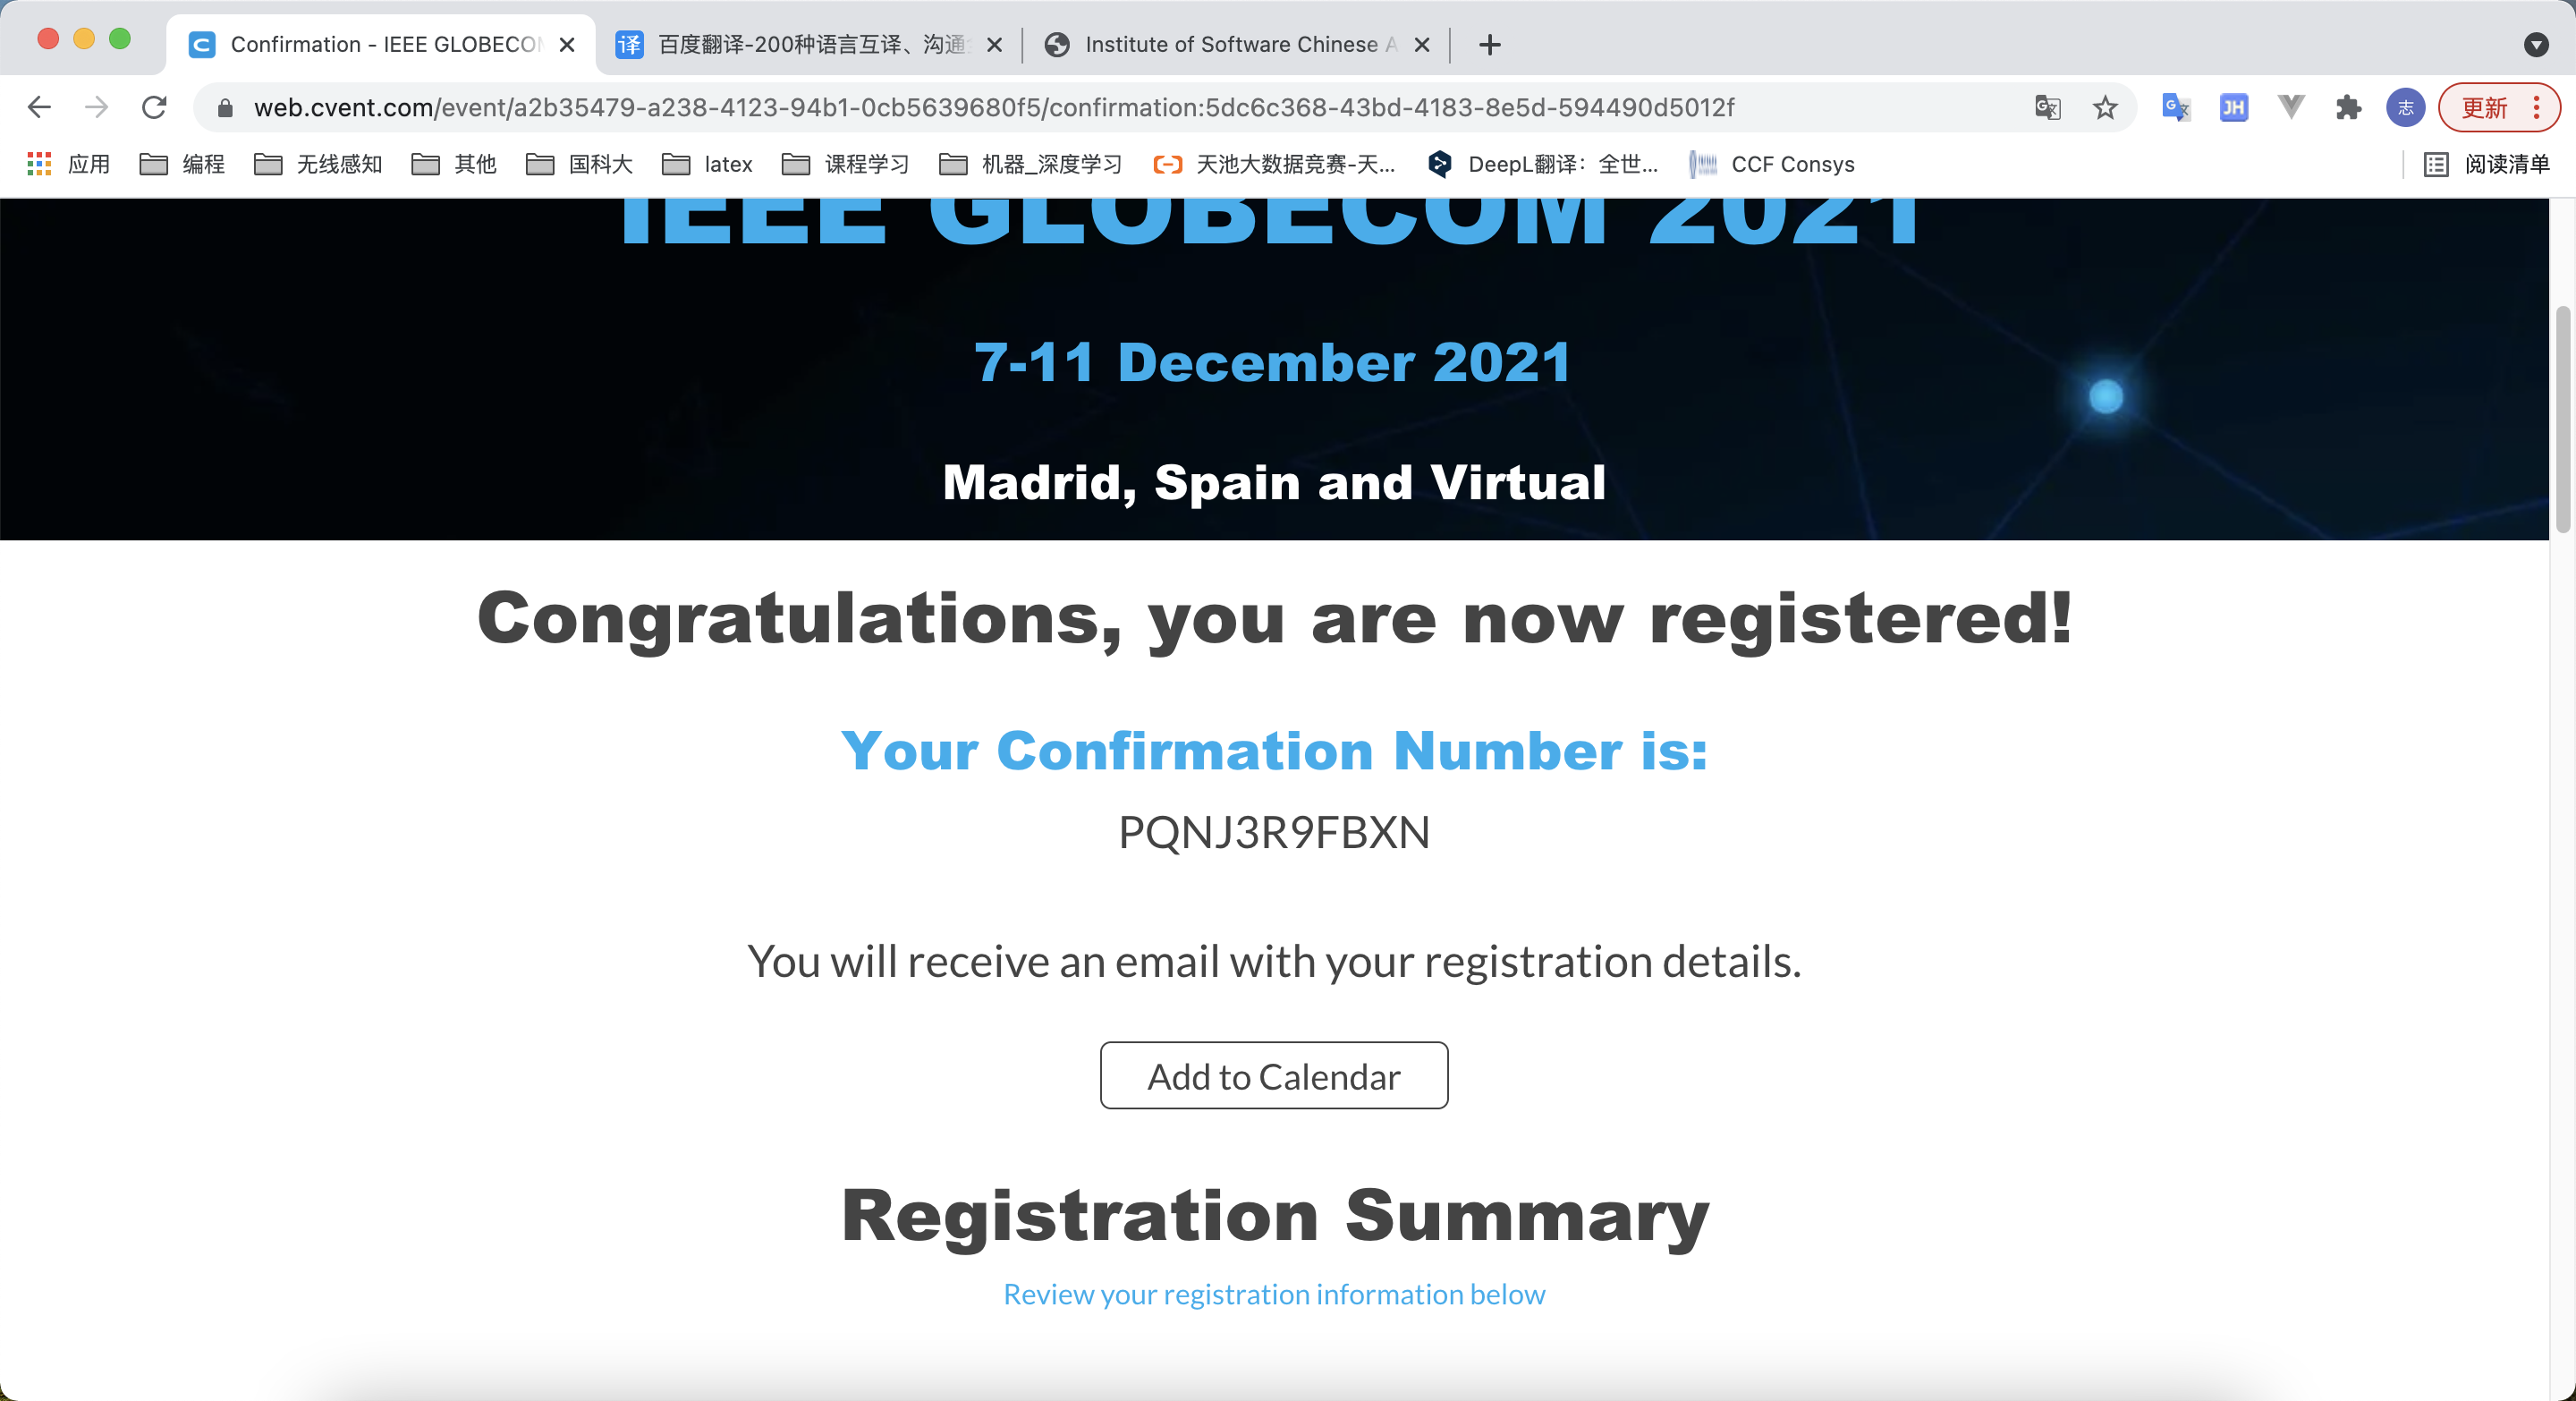 Confirmation - IEEE GLOBECOM
百度翻译-200种语言互译、沟通
Institute of Software Chinese A
web.cvent.com/event/a2b35479-a238-4123-94b1-0cb5639680f5/confirmation:5dc6c368-43bd-4183-8e5d-594490d5012f
JH
志
更新
应用
编程
无线感知
其他
国科大
latex
课程学习
机器_深度学习
天池大数据竞赛-天...
DeepL翻译：全世...
CCF Consys
阅读清单
IEEE GLOBECOM 2021
7-11 December 2021
Madrid, Spain and Virtual
Congratulations, you are now registered!
Your Confirmation Number is:
PQNJ3R9FBXN
You will receive an email with your registration details.
Add to Calendar
Registration Summary
Review your registration information below